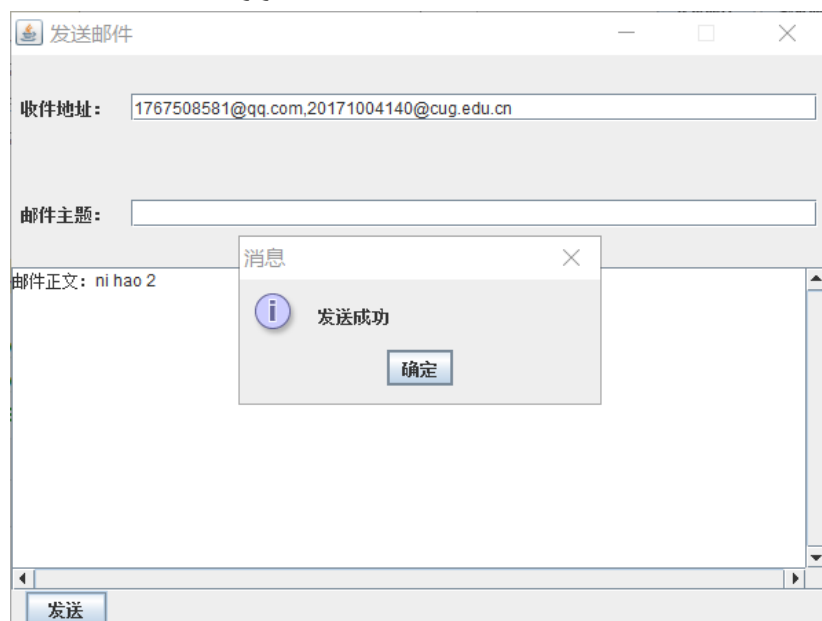 发送邮件
收件地址： 1767508581@qq.com,20171004140@cug.edu.cn
邮件主题：
消息
邮件正文：ni hao 2
发送成功
确定
发送